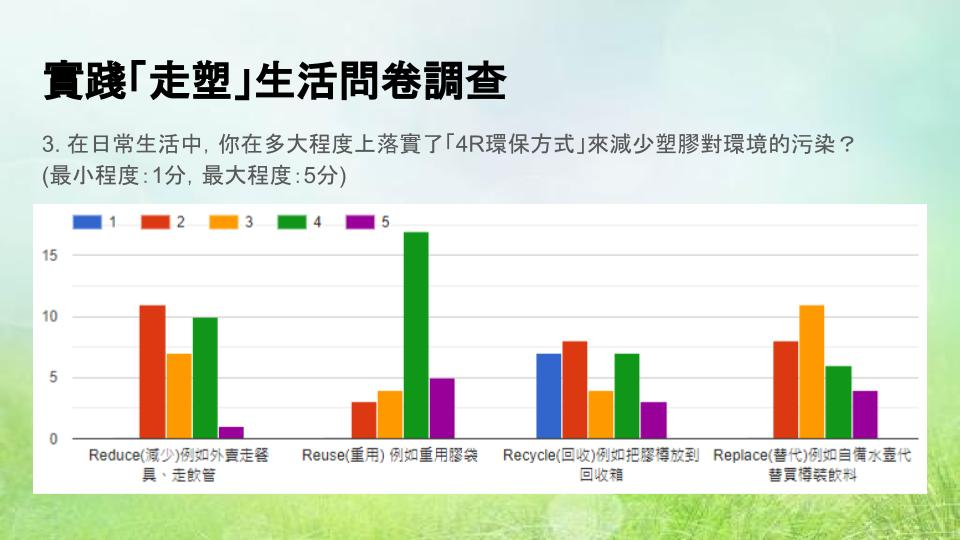 實踐「走塑」生活問卷調查
3. 在日常生活中, 你在多大程度上落實了「4R環保方式」來減少塑膠對環境的污染？
(最小程度：1分, 最大程度：5分)
1 2 3 4 5
15
10
5
0
Reduce(減少)例如外賣走餐具、走飲管
Reuse(重用) 例如重用膠袋
Recycle(回收)例如把膠樽放到回收箱
Replace(替代)例如自備水壺代替買樽裝飲料